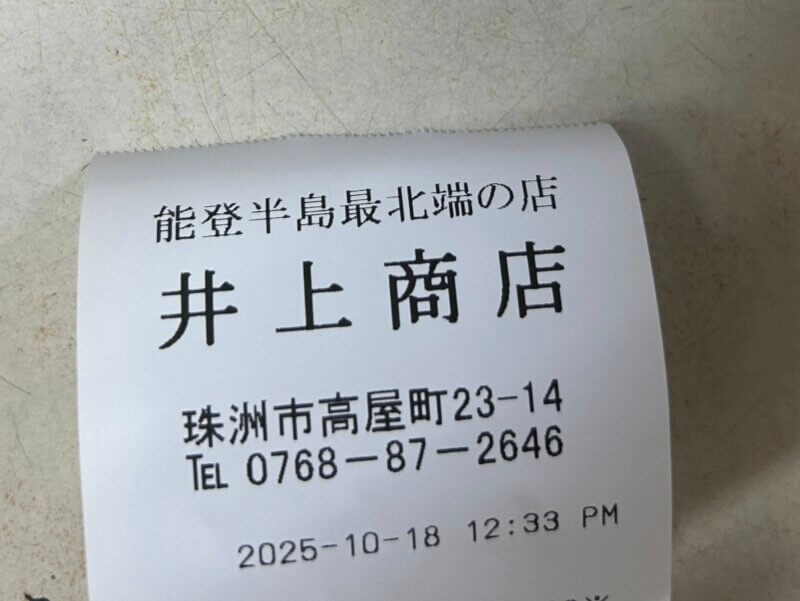 能登半島最北端の店
井上商店
珠洲市高屋町23-14
℡ 0768-87-2646
2025-10-18 12:33 PM